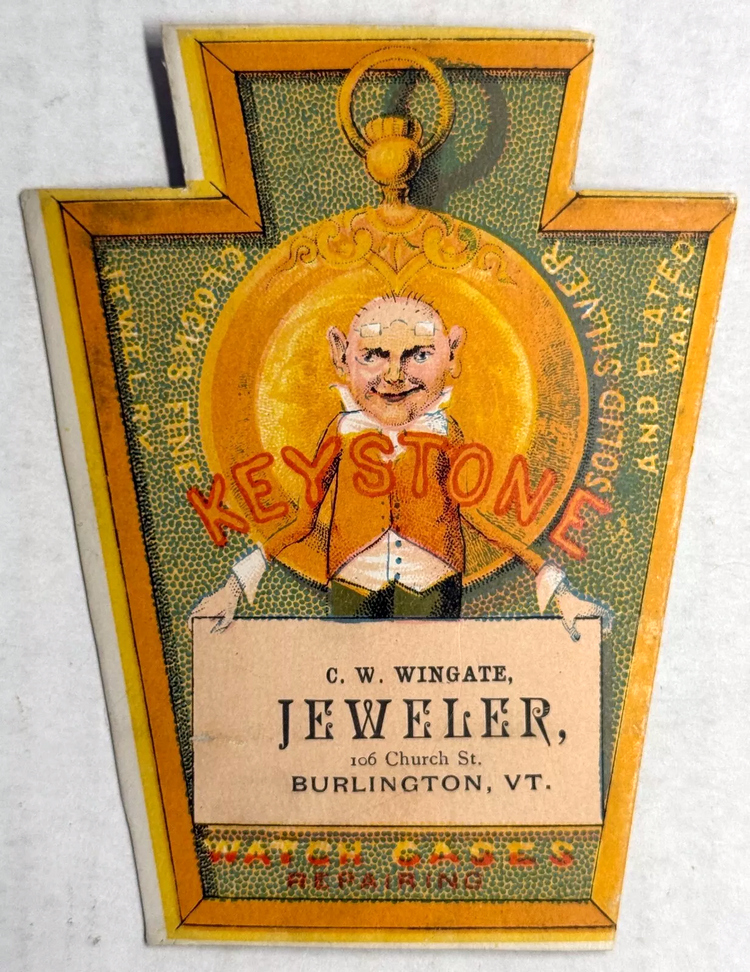 JEWELRY
CLOCKS FINE
SOLID SILVER
AND PLATED
WARE
KEYSTONE
C. W. WINGATE,
JEWELER,
106 Church St.
BURLINGTON, VT.
WATCH CASES
REPAIRING